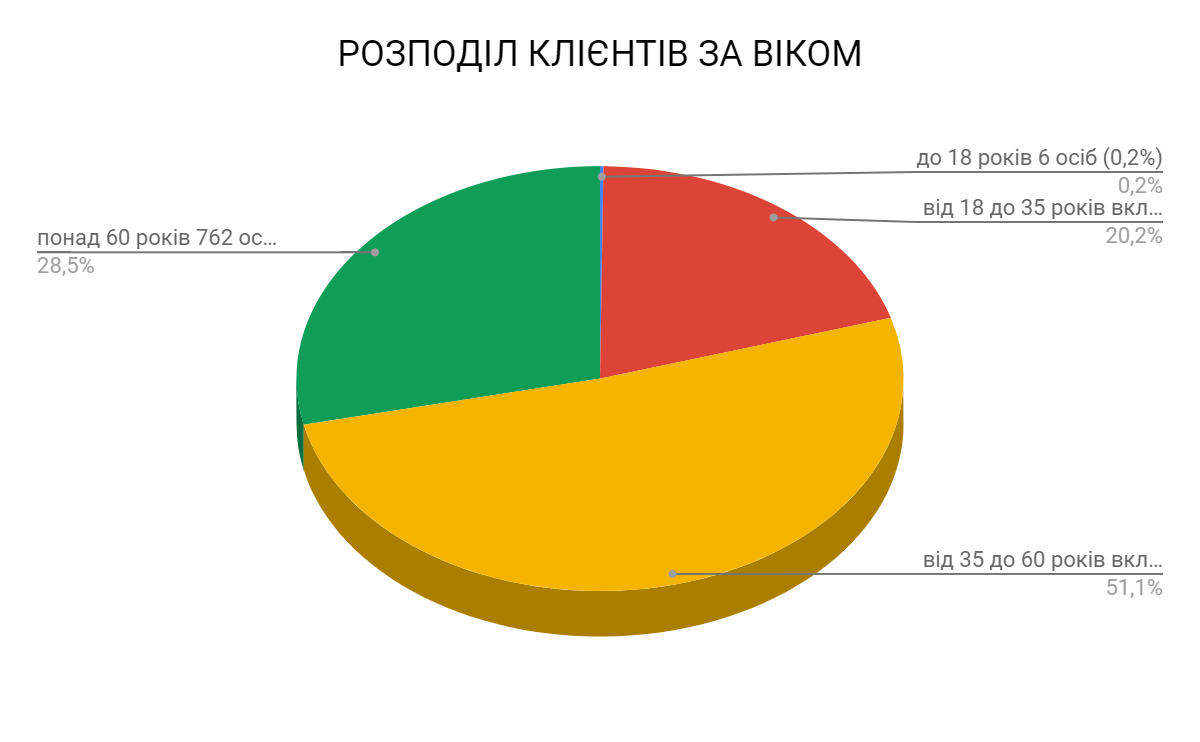 РОЗПОДІЛ КЛІЄНТІВ ЗА ВІКОМ
до 18 років 6 осіб (0,2%)
0,2%
від 18 до 35 років вкл...
20,2%
понад 60 років 762 ос...
28,5%
від 35 до 60 років вкл...
51,1%